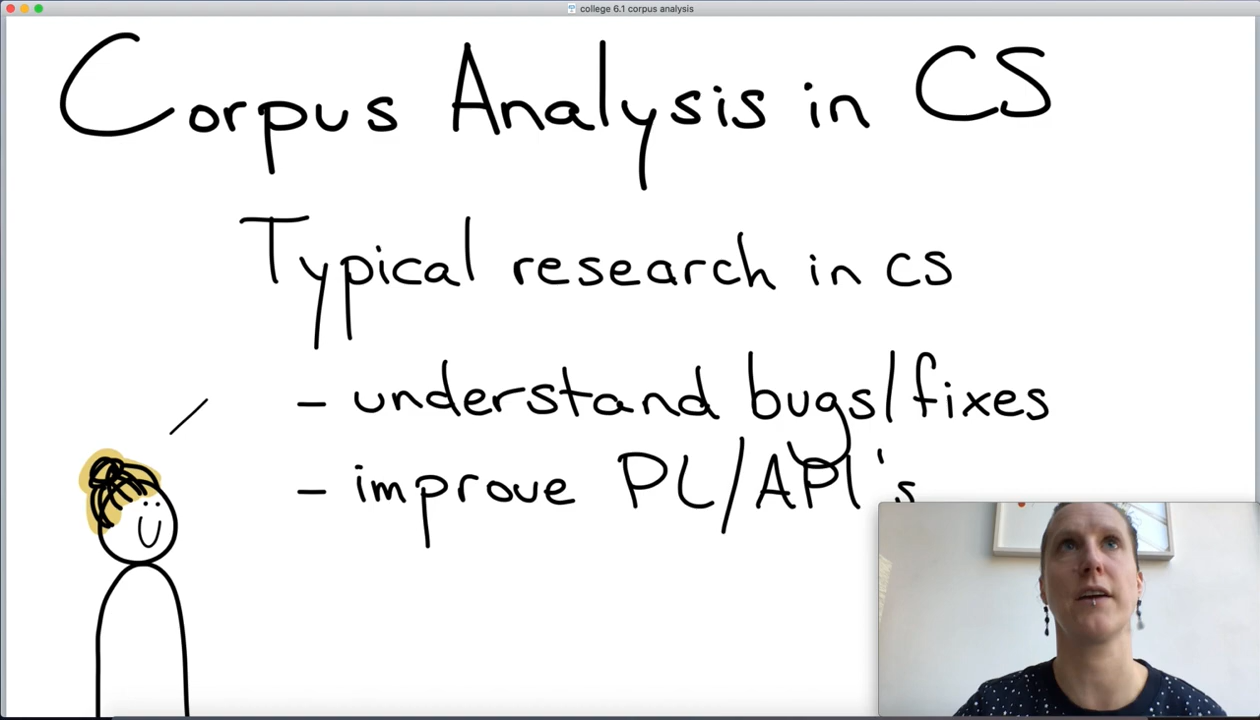 college 6.1 corpus analysis
Corpus Analysis in CS
Typical research in CS
- understand bugs/fixes
- improve PL/API's